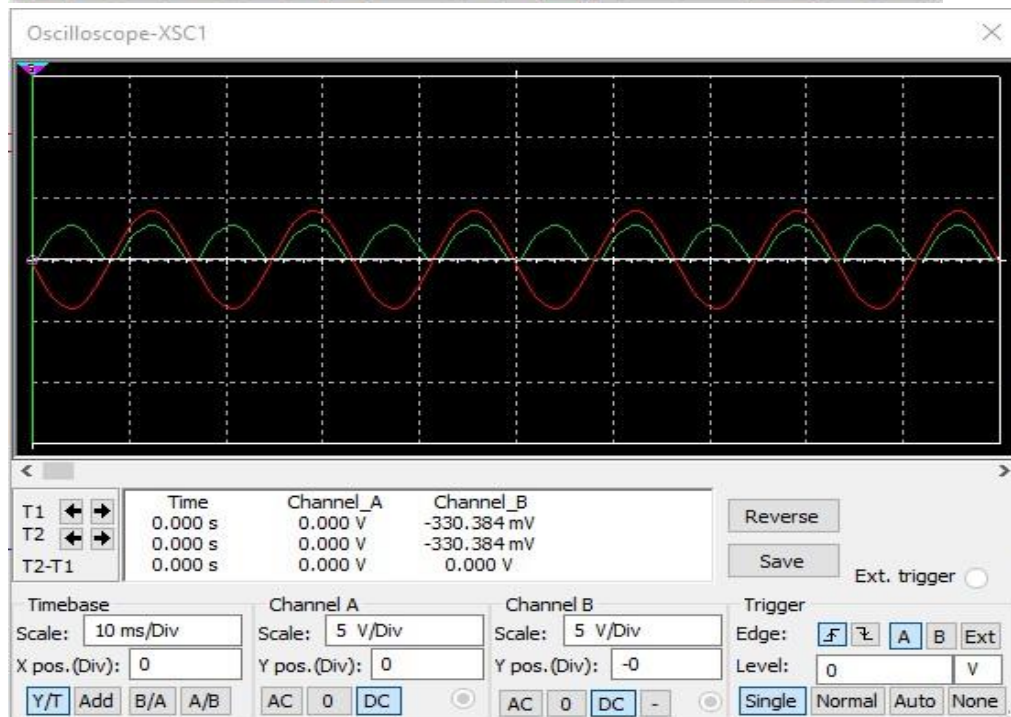 Oscilloscope-XSC1
Time Channel_A Channel_B
T1 0.000 s 0.000 V -330.384 mV
T2 0.000 s 0.000 V -330.384 mV
T2-T1 0.000 s 0.000 V 0.000 V
Reverse
Save
Ext. trigger
Timebase Channel A Channel B Trigger
Scale: 10 ms/Div Scale: 5 V/Div Scale: 5 V/Div Edge: A B Ext
X pos.(Div): 0 Y pos.(Div): 0 Y pos.(Div): -0 Level: 0 V
Y/T Add B/A A/B AC 0 DC AC 0 DC - Single Normal Auto None